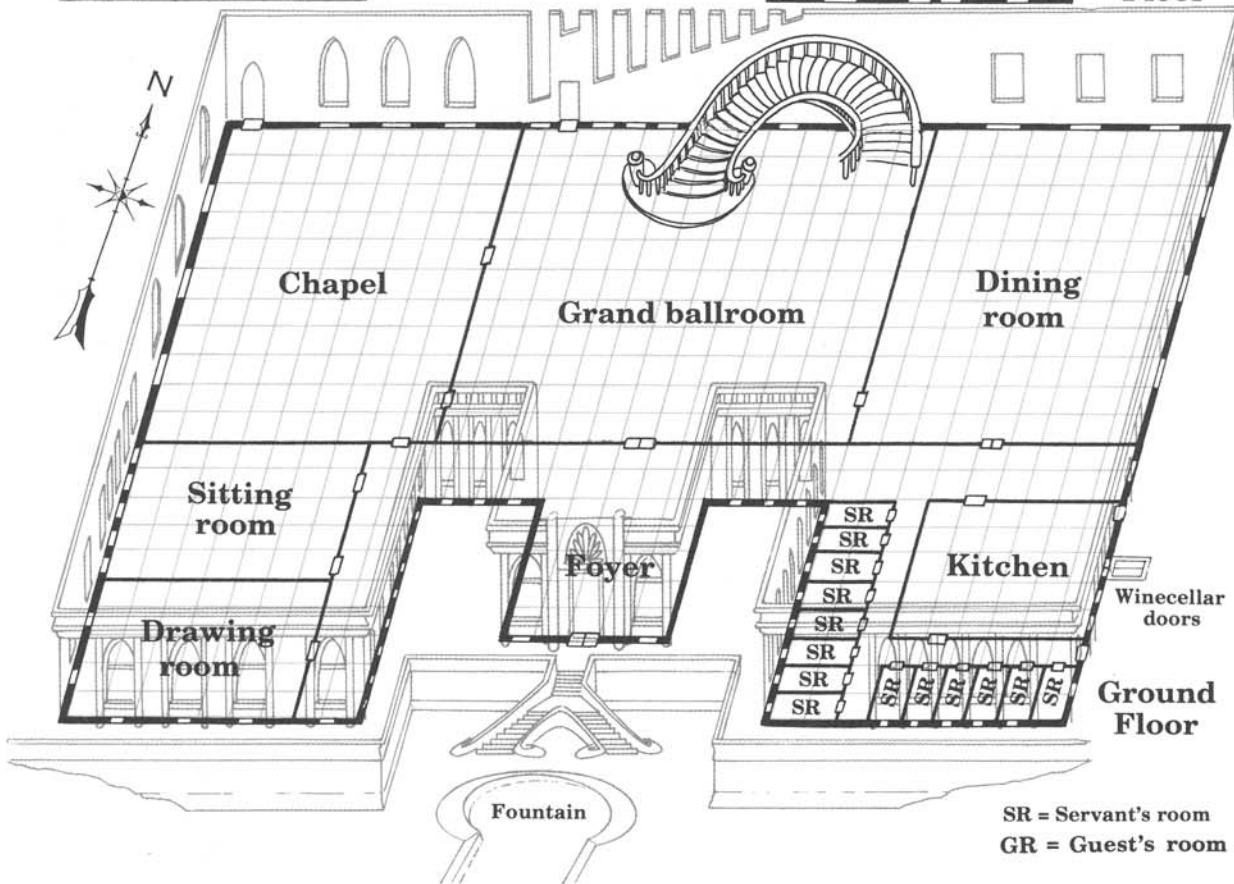 N
Chapel
Grand ballroom
Dining
room
Sitting
room
Drawing
room
Foyer
Kitchen
SR
SR
SR
SR
SR
SR
SR
SR
SR
SR
SR
SR
SR
SR
Winecellar
doors
Ground
Floor
Fountain
SR = Servant's room
GR = Guest's room